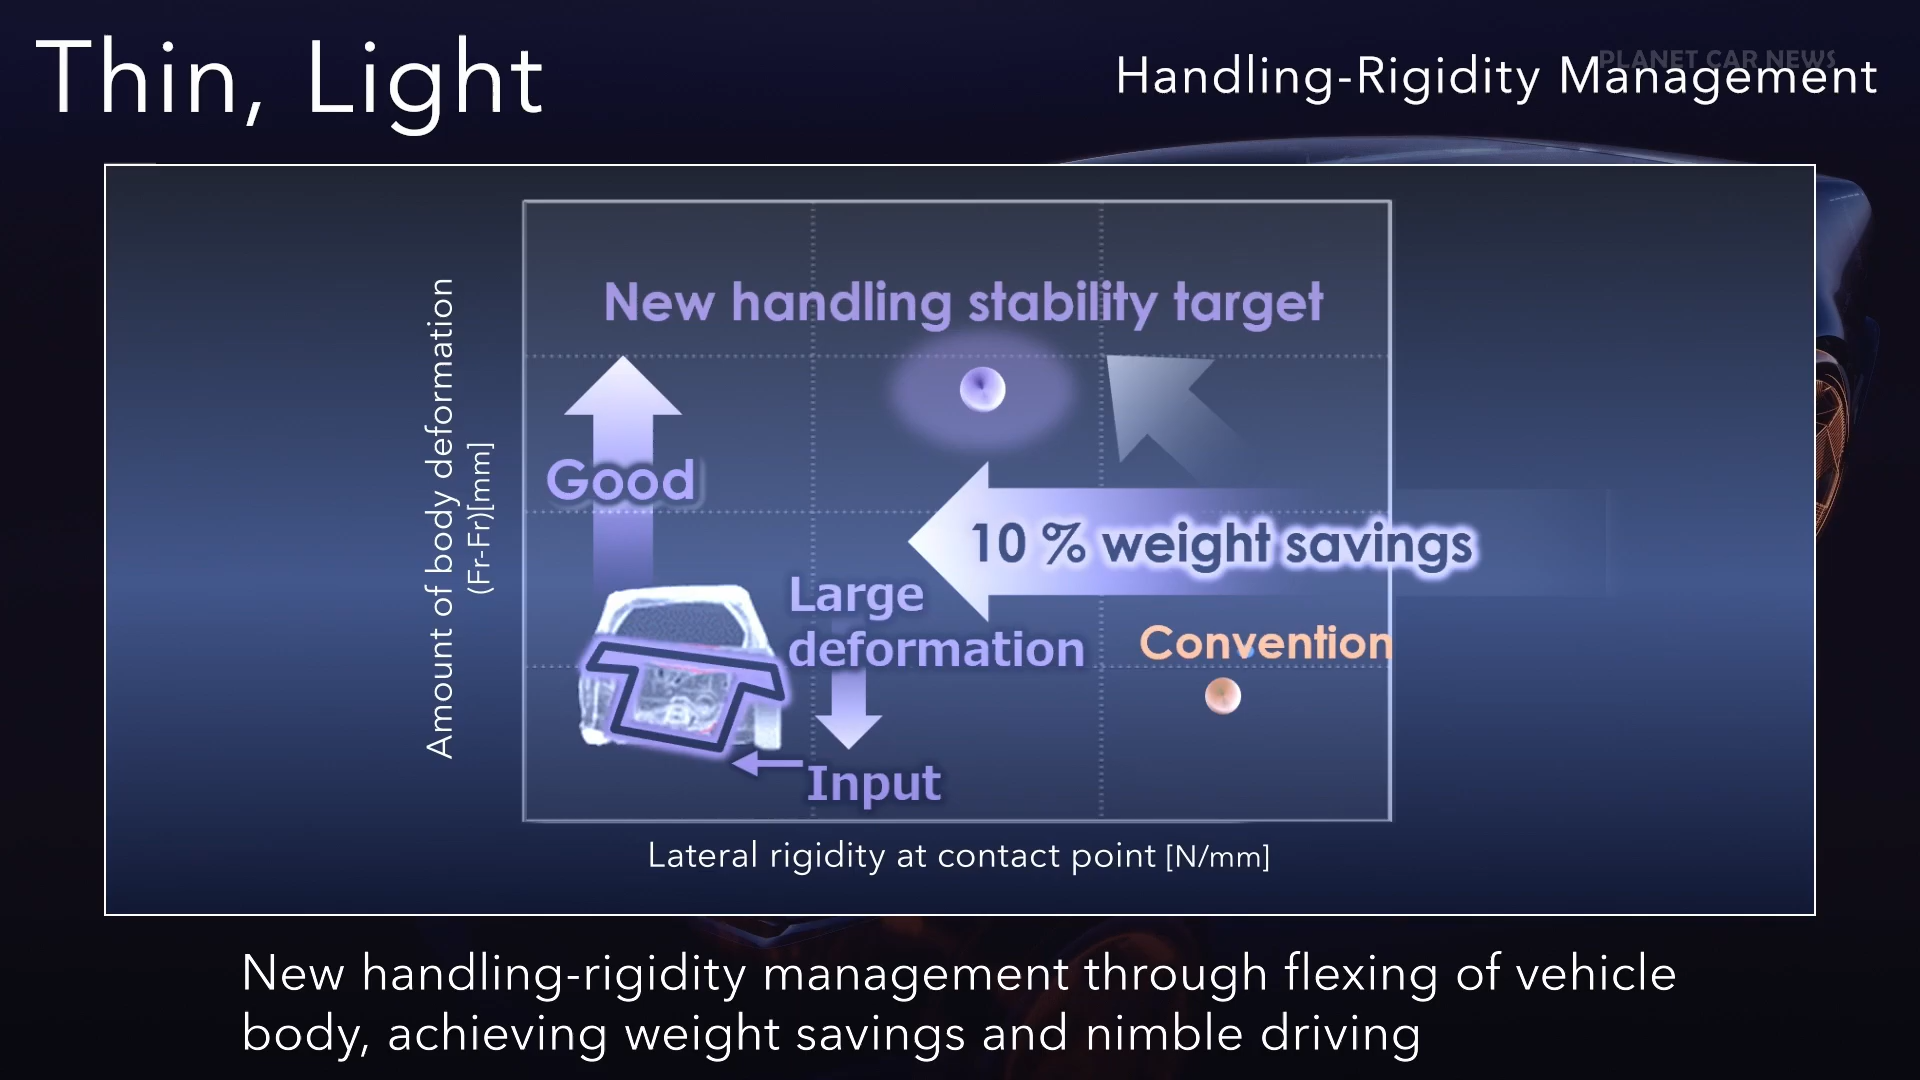 Thin, Light
Handling-Rigidity Management
PLANET CAR NEWS
New handling stability target
Good
10 % weight savings
Large
deformation
Convention
Input
Amount of body deformation
(Fr-Fr)[mm]
Lateral rigidity at contact point [N/mm]
New handling-rigidity management through flexing of vehicle
body, achieving weight savings and nimble driving